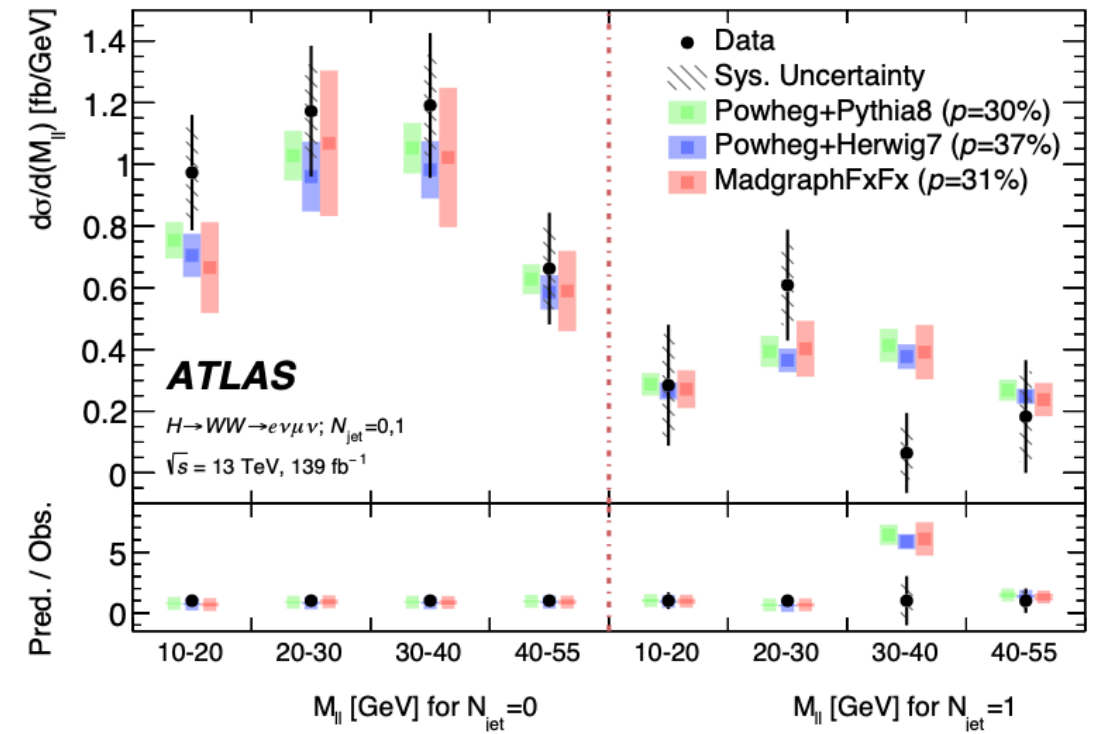 dσ/d(M_ll) [fb/GeV]
1.4
1.2
1
0.8
0.6
0.4
0.2
0
Data
Sys. Uncertainty
Powheg+Pythia8 (p=30%)
Powheg+Herwig7 (p=37%)
MadgraphFxFx (p=31%)
ATLAS
H→WW→eνμν; N_jet=0,1
√s = 13 TeV, 139 fb⁻¹
Pred. / Obs.
5
0
10-20 20-30 30-40 40-55 10-20 20-30 30-40 40-55
M_ll [GeV] for N_jet=0 M_ll [GeV] for N_jet=1